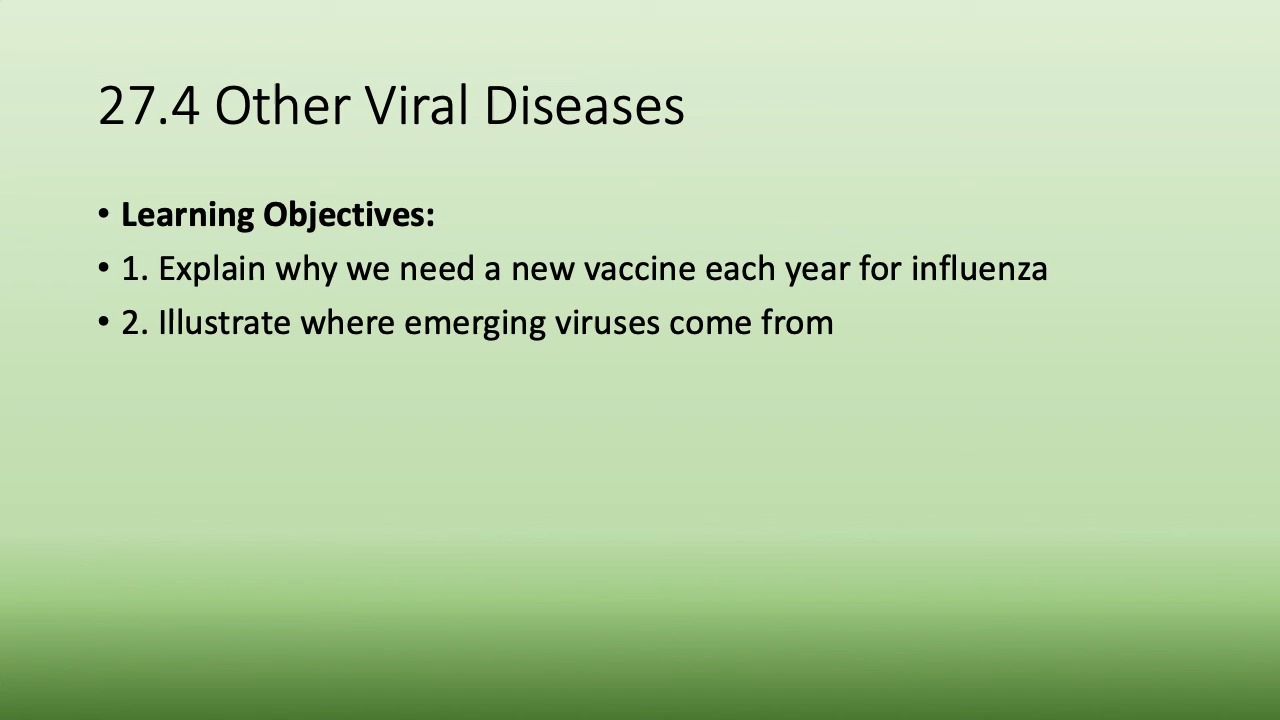 27.4 Other Viral Diseases
• Learning Objectives:
• 1. Explain why we need a new vaccine each year for influenza
• 2. Illustrate where emerging viruses come from